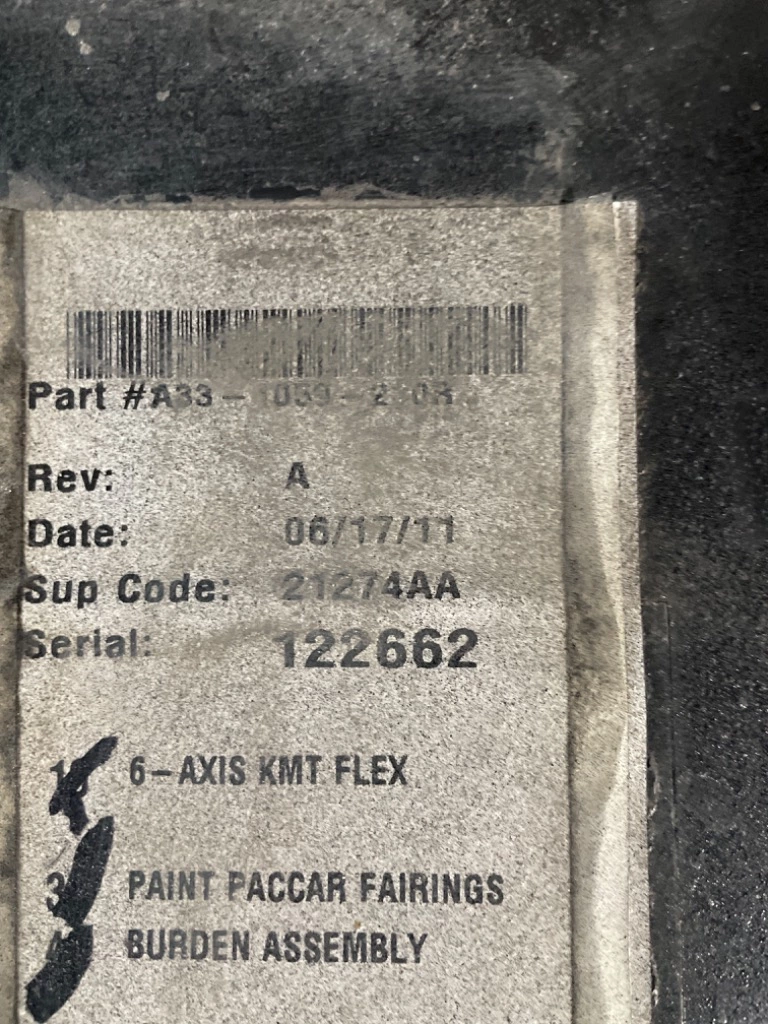 Part #
Rev: A
Date: 06/17/11
Sup Code: 21274AA
Serial: 122662
6-AXIS KMT FLEX
3 PAINT PACCAR FAIRINGS
BURDEN ASSEMBLY